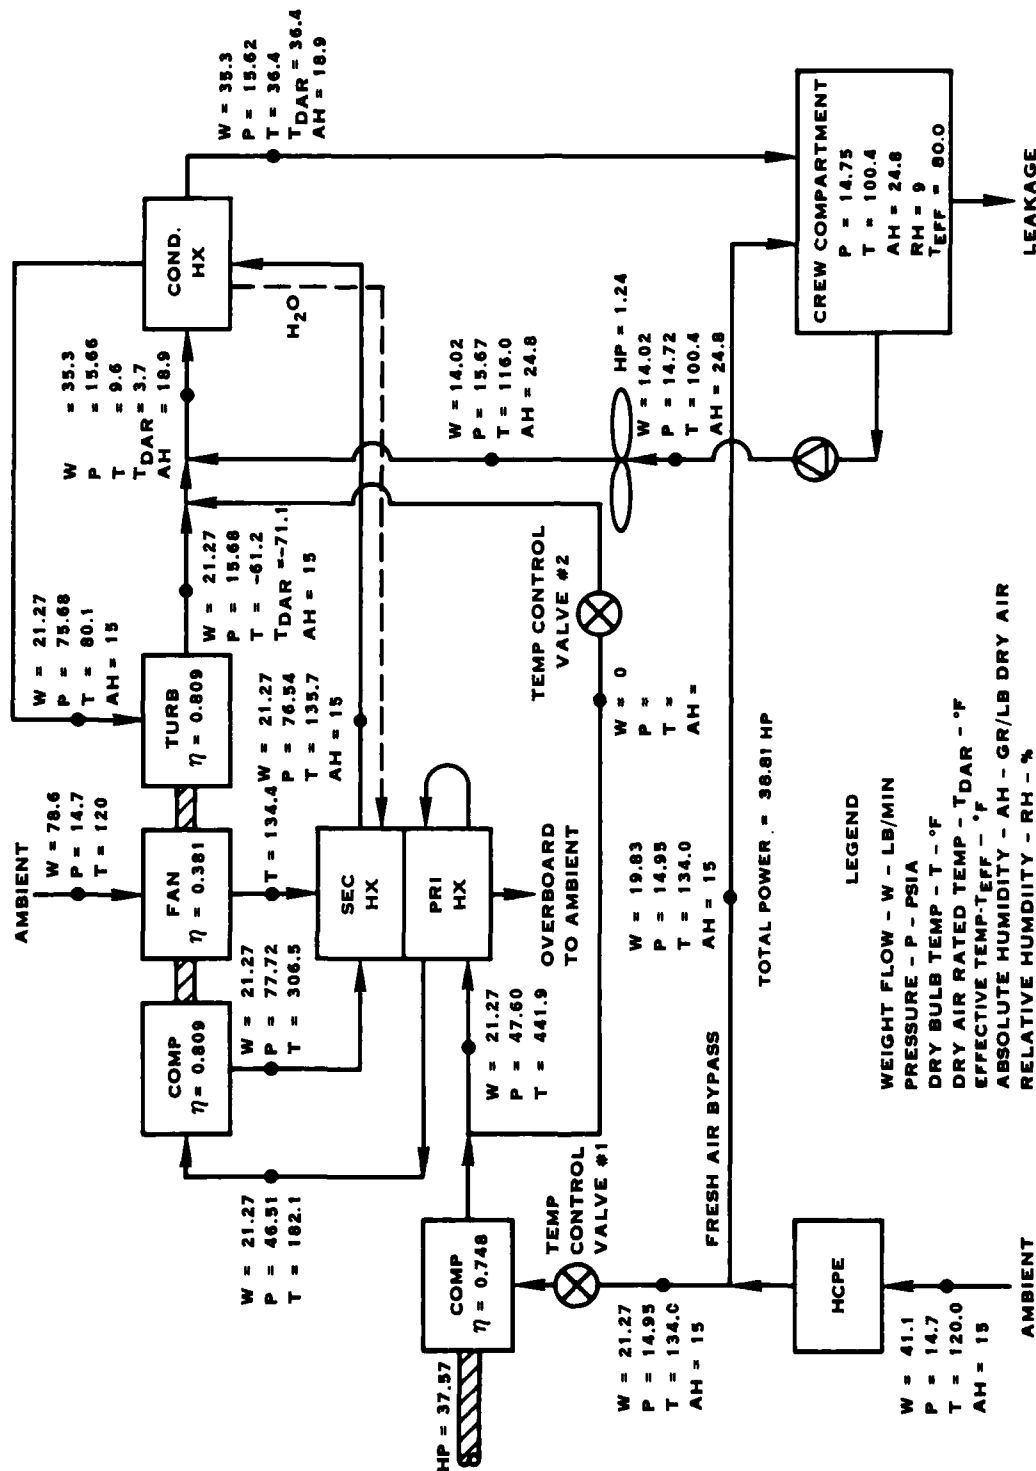 AMBIENT
W = 78.6
P = 14.7
T = 120
COMP
η = 0.809
FAN
η = 0.381
TURB
η = 0.809
COND.
HX
W = 21.27
P = 75.68
T = 80.1
AH = 15
W = 35.3
P = 15.66
T = 9.6
TDAR = 3.7
AH = 18.9
W = 35.3
P = 15.62
T = 36.4
TDAR = 36.4
AH = 18.9
W = 21.27
P = 46.51
T = 182.1
W = 21.27
P = 77.72
T = 306.5
T = 134.4
W = 21.27
P = 76.54
T = 135.7
AH = 15
W = 21.27
P = 15.68
T = -61.2
TDAR = -71.1
AH = 15
H2O
SEC
HX
PRI
HX
OVERBOARD
TO AMBIENT
W = 21.27
P = 47.60
T = 441.9
W = 14.02
P = 15.67
T = 116.0
AH = 24.8
HP = 1.24
W = 14.02
P = 14.72
T = 100.4
AH = 24.8
TEMP CONTROL
VALVE #2
W = 0
P =
T =
AH =
HP = 37.57
COMP
η = 0.748
TEMP
CONTROL
VALVE #1
W = 21.27
P = 14.95
T = 134.0
AH = 15
FRESH AIR BYPASS
W = 19.83
P = 14.95
T = 134.0
AH = 15
TOTAL POWER = 38.81 HP
CREW COMPARTMENT
P = 14.75
T = 100.4
AH = 24.8
RH = 9
TEFF = 80.0
LEAKAGE
HCPE
W = 41.1
P = 14.7
T = 120.0
AH = 15
AMBIENT
LEGEND
WEIGHT FLOW - W - LB/MIN
PRESSURE - P - PSIA
DRY BULB TEMP - T - °F
DRY AIR RATED TEMP - TDAR - °F
EFFECTIVE TEMP-TEFF - °F
ABSOLUTE HUMIDITY - AH - GR/LB DRY AIR
RELATIVE HUMDIITY - RH - %